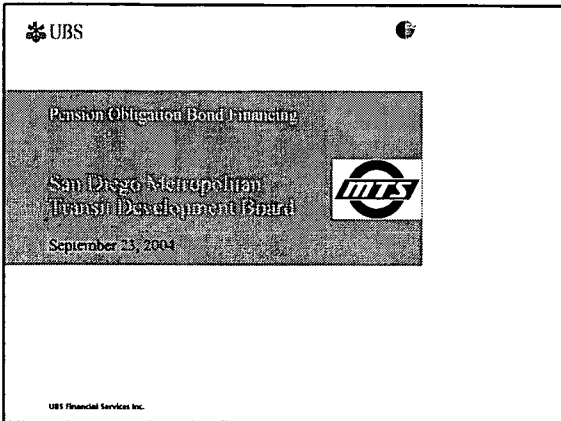 UBS
Pension Obligation Bond Financing
San Diego Metropolitan
Transit Development Board
MTS
September 23, 2004
UBS Financial Services Inc.